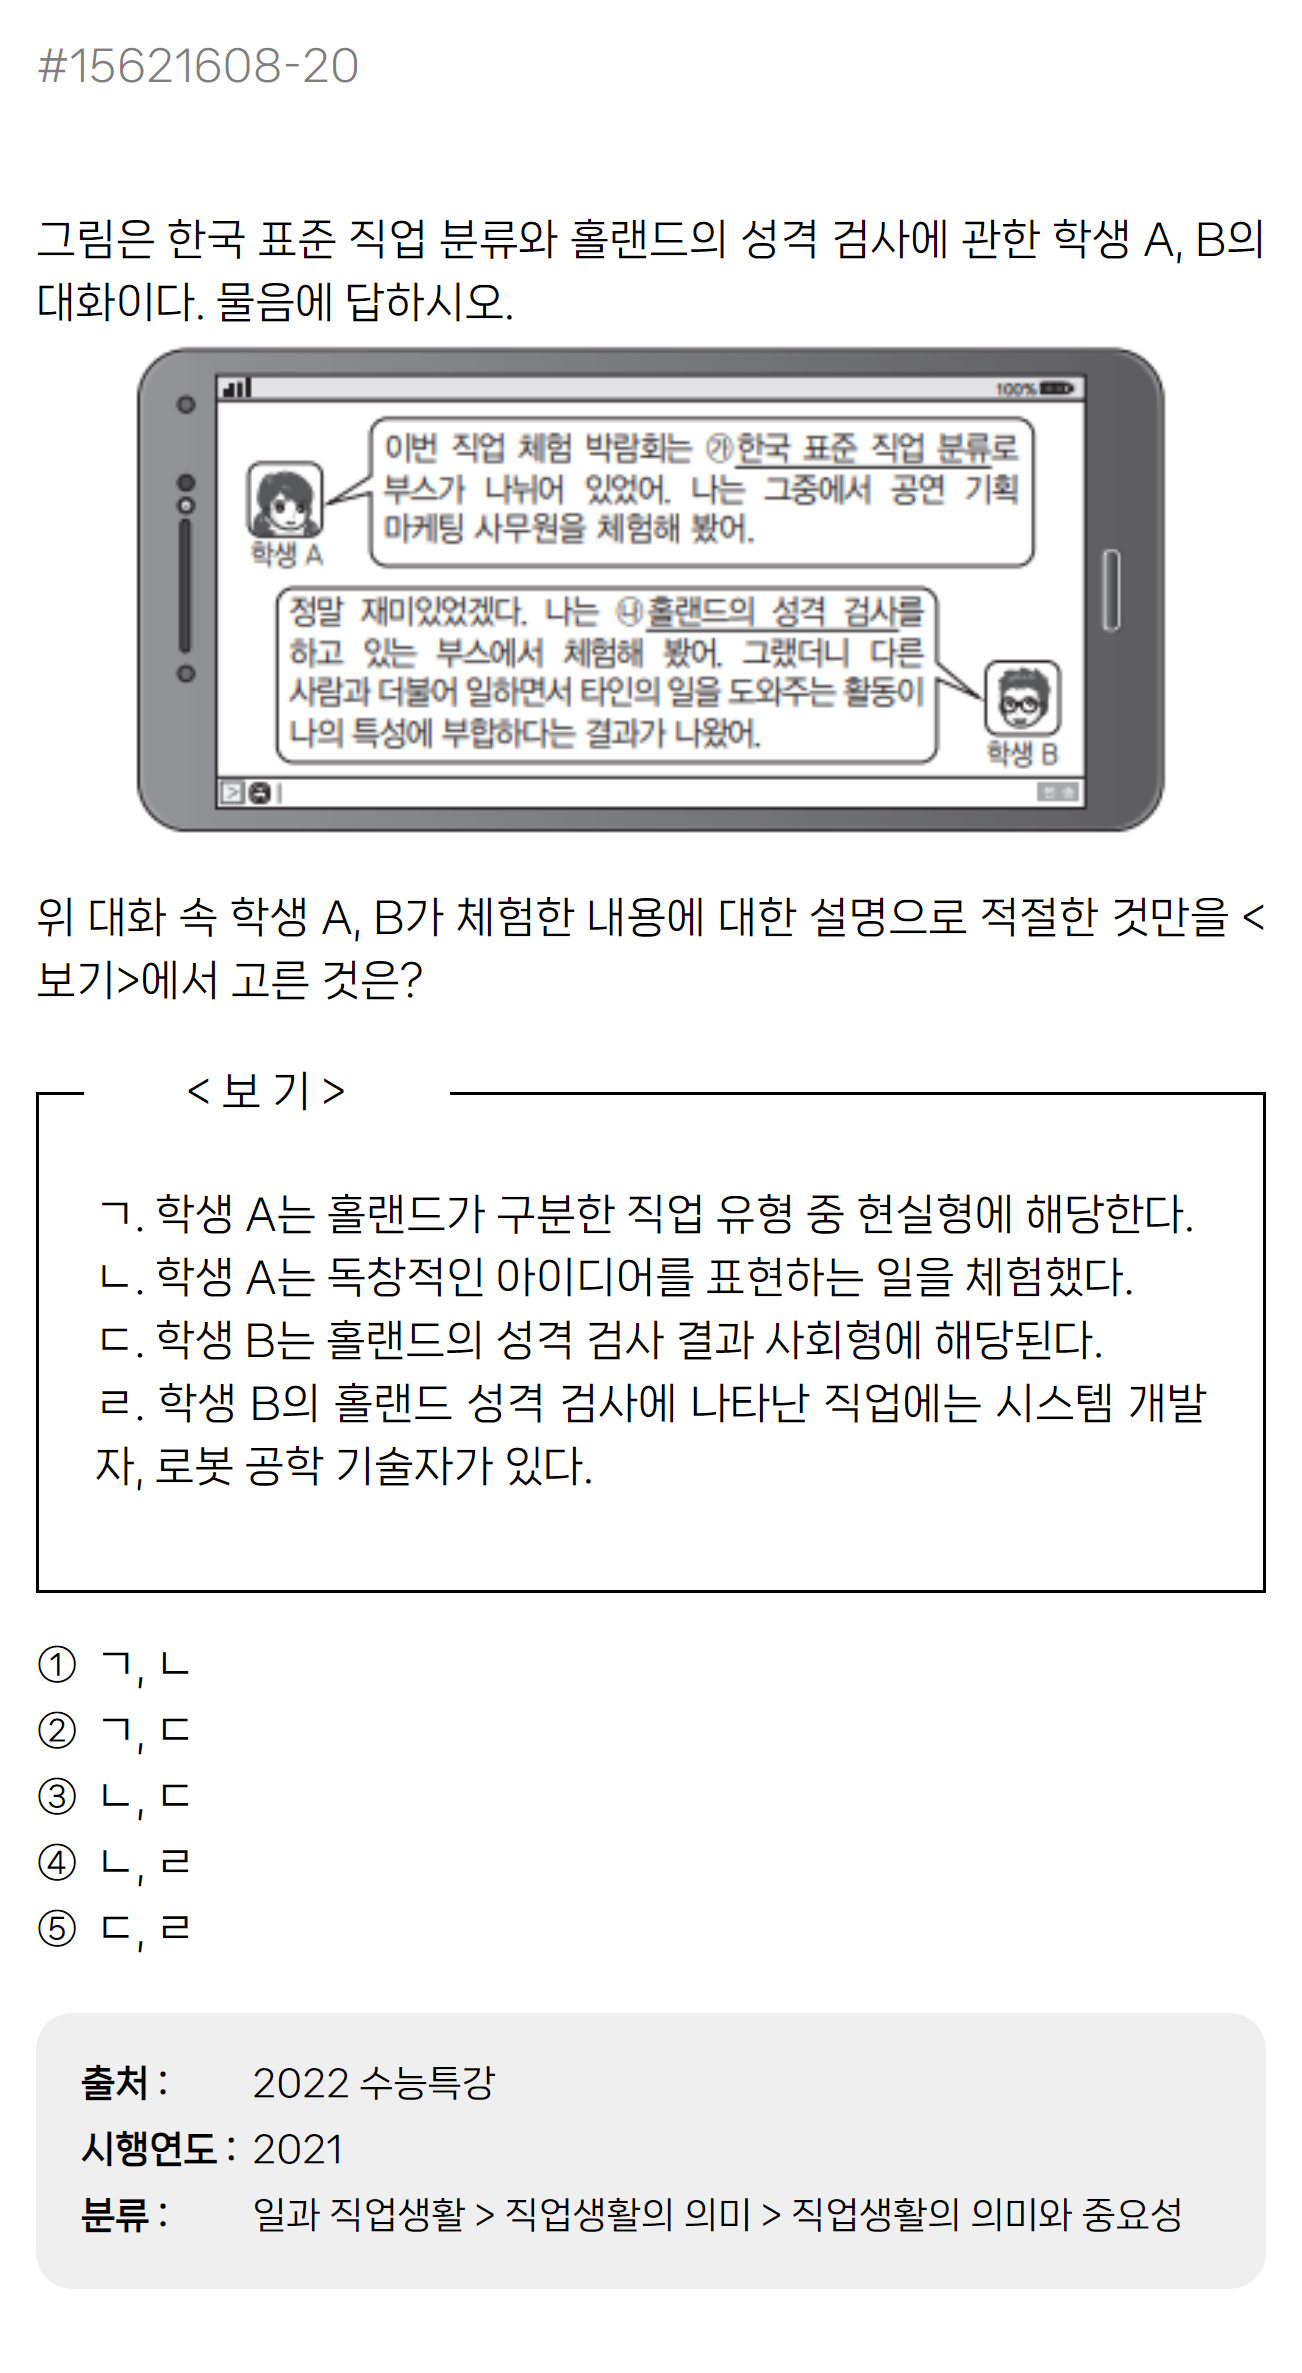 #15621608-20
그림은 한국 표준 직업 분류와 홀랜드의 성격 검사에 관한 학생 A, B의
대화이다. 물음에 답하시오.
100%
이번 직업 체험 박람회는 ㉮한국 표준 직업 분류로
부스가 나뉘어 있었어. 나는 그중에서 공연 기획
마케팅 사무원을 체험해 봤어.
학생 A
정말 재미있었겠다. 나는 ㉯홀랜드의 성격 검사를
하고 있는 부스에서 체험해 봤어. 그랬더니 다른
사람과 더불어 일하면서 타인의 일을 도와주는 활동이
나의 특성에 부합하다는 결과가 나왔어.
학생 B
위 대화 속 학생 A, B가 체험한 내용에 대한 설명으로 적절한 것만을 <
보기>에서 고른 것은?
< 보 기 >
ㄱ. 학생 A는 홀랜드가 구분한 직업 유형 중 현실형에 해당한다.
ㄴ. 학생 A는 독창적인 아이디어를 표현하는 일을 체험했다.
ㄷ. 학생 B는 홀랜드의 성격 검사 결과 사회형에 해당된다.
ㄹ. 학생 B의 홀랜드 성격 검사에 나타난 직업에는 시스템 개발
자, 로봇 공학 기술자가 있다.
① ㄱ, ㄴ
② ㄱ, ㄷ
③ ㄴ, ㄷ
④ ㄴ, ㄹ
⑤ ㄷ, ㄹ
출처 : 2022 수능특강
시행연도 : 2021
분류 : 일과 직업생활 > 직업생활의 의미 > 직업생활의 의미와 중요성